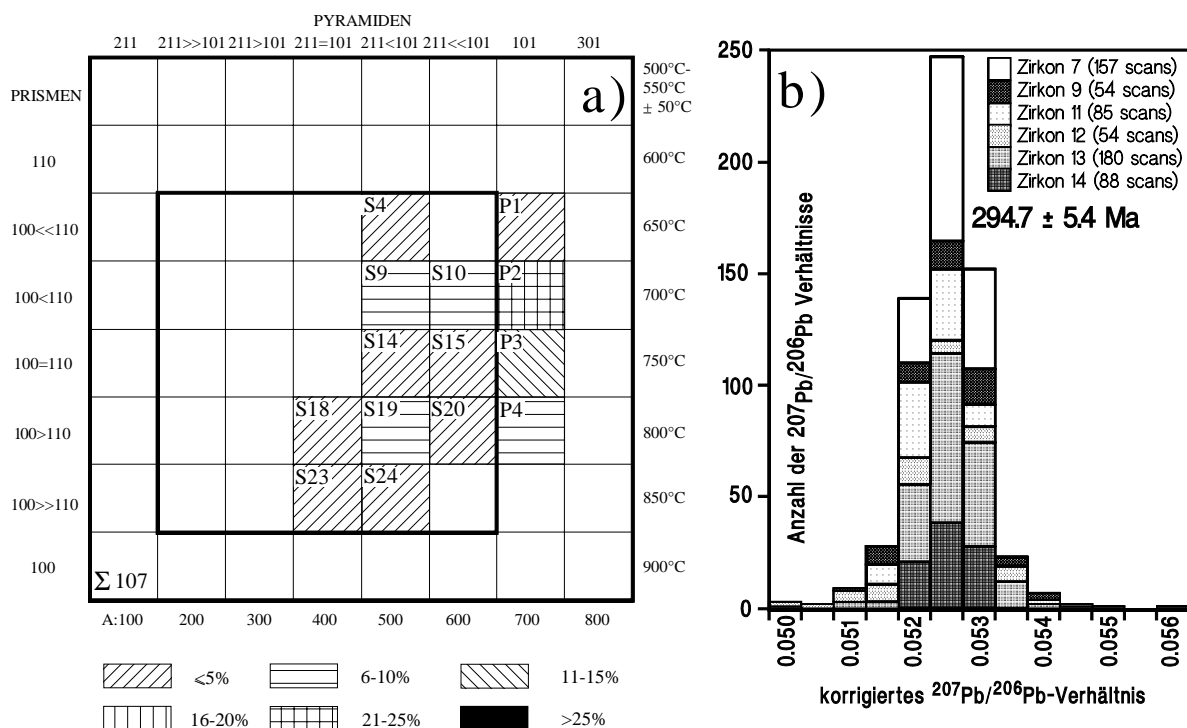 PYRAMIDEN
211 211>>101 211>101 211=101 211<101 211<<101 101 301
PRISMEN
110
100<<110
100<110
100=110
100>110
100>>110
100
a)
500°C-
550°C
± 50°C
600°C
650°C
700°C
750°C
800°C
850°C
900°C
S4 P1
S9 S10 P2
S14 S15 P3
S18 S19 S20 P4
S23 S24
Σ 107
A:100 200 300 400 500 600 700 800
⩽5% 6-10% 11-15%
16-20% 21-25% >25%
b)
250
200
150
100
50
0
Anzahl der 207Pb/206Pb Verhältnisse
Zirkon 7 (157 scans)
Zirkon 9 (54 scans)
Zirkon 11 (85 scans)
Zirkon 12 (54 scans)
Zirkon 13 (180 scans)
Zirkon 14 (88 scans)
294.7 ± 5.4 Ma
0.050 0.051 0.052 0.053 0.054 0.055 0.056
korrigiertes 207Pb/206Pb-Verhältnis